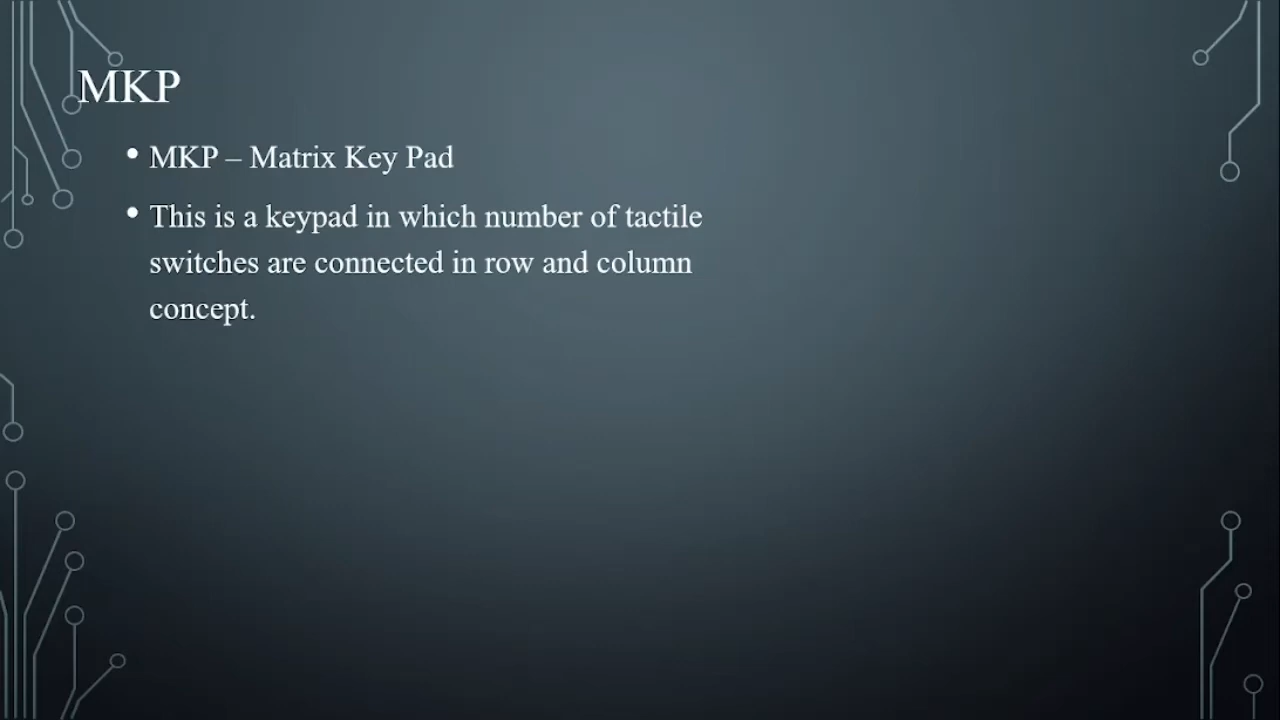 MKP
• MKP – Matrix Key Pad
• This is a keypad in which number of tactile
switches are connected in row and column
concept.